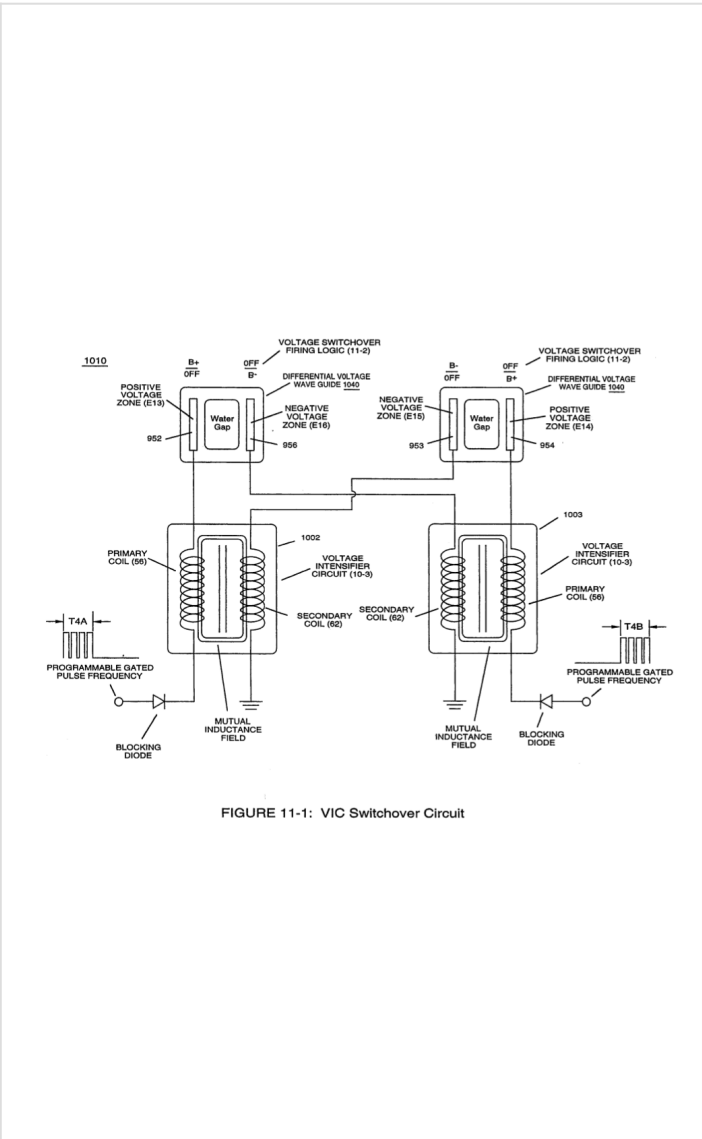 1010
B+
OFF
OFF
B-
VOLTAGE SWITCHOVER
FIRING LOGIC (11-2)
DIFFERENTIAL VOLTAGE
WAVE GUIDE 1040
POSITIVE
VOLTAGE
ZONE (E13)
952
Water
Gap
NEGATIVE
VOLTAGE
ZONE (E16)
956
B-
OFF
OFF
B+
VOLTAGE SWITCHOVER
FIRING LOGIC (11-2)
DIFFERENTIAL VOLTAGE
WAVE GUIDE 1040
NEGATIVE
VOLTAGE
ZONE (E15)
953
Water
Gap
POSITIVE
VOLTAGE
ZONE (E14)
954
1002
PRIMARY
COIL (56)
VOLTAGE
INTENSIFIER
CIRCUIT (10-3)
SECONDARY
COIL (62)
1003
VOLTAGE
INTENSIFIER
CIRCUIT (10-3)
PRIMARY
COIL (56)
SECONDARY
COIL (62)
T4A
PROGRAMMABLE GATED
PULSE FREQUENCY
BLOCKING
DIODE
MUTUAL
INDUCTANCE
FIELD
T4B
PROGRAMMABLE GATED
PULSE FREQUENCY
MUTUAL
INDUCTANCE
FIELD
BLOCKING
DIODE
FIGURE 11-1: VIC Switchover Circuit